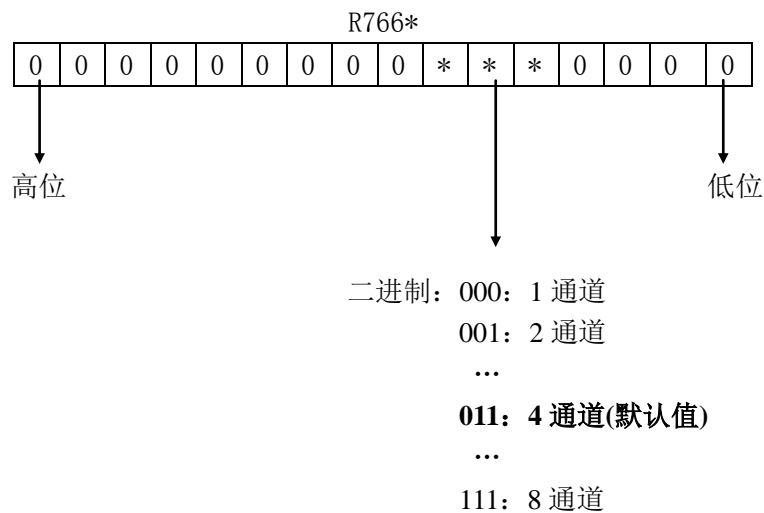 R766*
0 0 0 0 0 0 0 0 0 * * * 0 0 0 0
高位 低位
二进制：000：1 通道
001：2 通道
…
011：4 通道(默认值)
…
111：8 通道